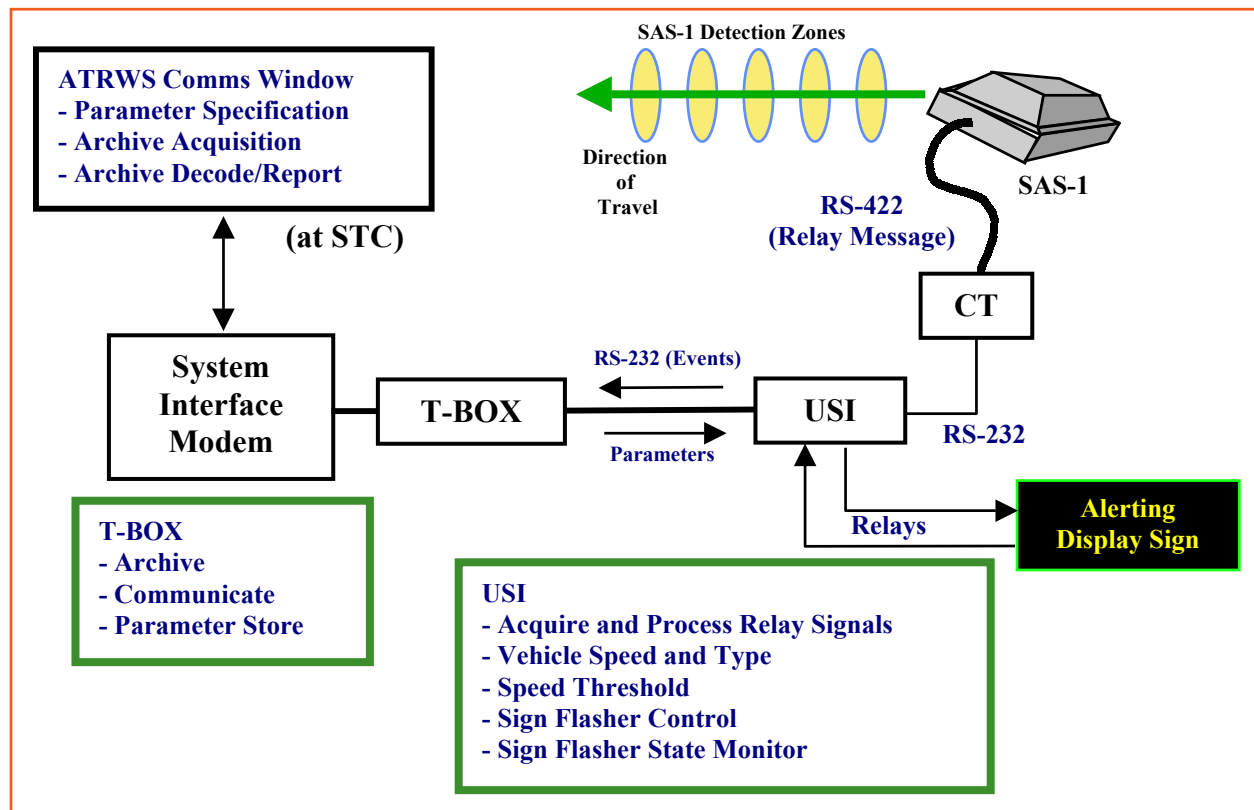 SAS-1 Detection Zones
ATRWS Comms Window
- Parameter Specification
- Archive Acquisition
- Archive Decode/Report
(at STC)
Direction
of
Travel
SAS-1
RS-422
(Relay Message)
CT
System
Interface
Modem
T-BOX
RS-232 (Events)
Parameters
USI
RS-232
Relays
Alerting
Display Sign
T-BOX
- Archive
- Communicate
- Parameter Store
USI
- Acquire and Process Relay Signals
- Vehicle Speed and Type
- Speed Threshold
- Sign Flasher Control
- Sign Flasher State Monitor